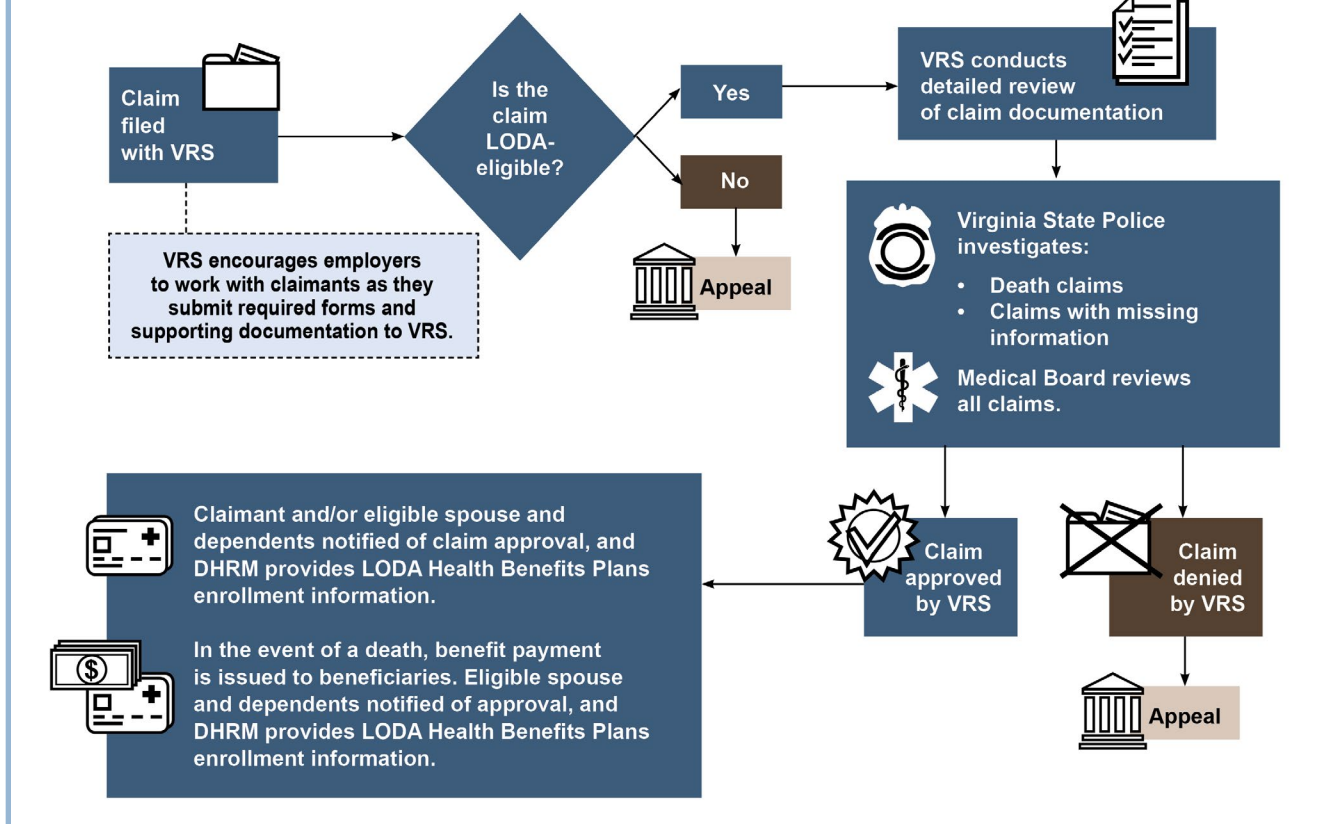 Claim
filed
with VRS
Is the
claim
LODA-
eligible?
Yes
No
Appeal
VRS conducts
detailed review
of claim documentation
VRS encourages employers
to work with claimants as they
submit required forms and
supporting documentation to VRS.
Virginia State Police
investigates:
• Death claims
• Claims with missing
information
Medical Board reviews
all claims.
Claim
approved
by VRS
Claim
denied
by VRS
Appeal
Claimant and/or eligible spouse and
dependents notified of claim approval, and
DHRM provides LODA Health Benefits Plans
enrollment information.
$
In the event of a death, benefit payment
is issued to beneficiaries. Eligible spouse
and dependents notified of approval, and
DHRM provides LODA Health Benefits Plans
enrollment information.